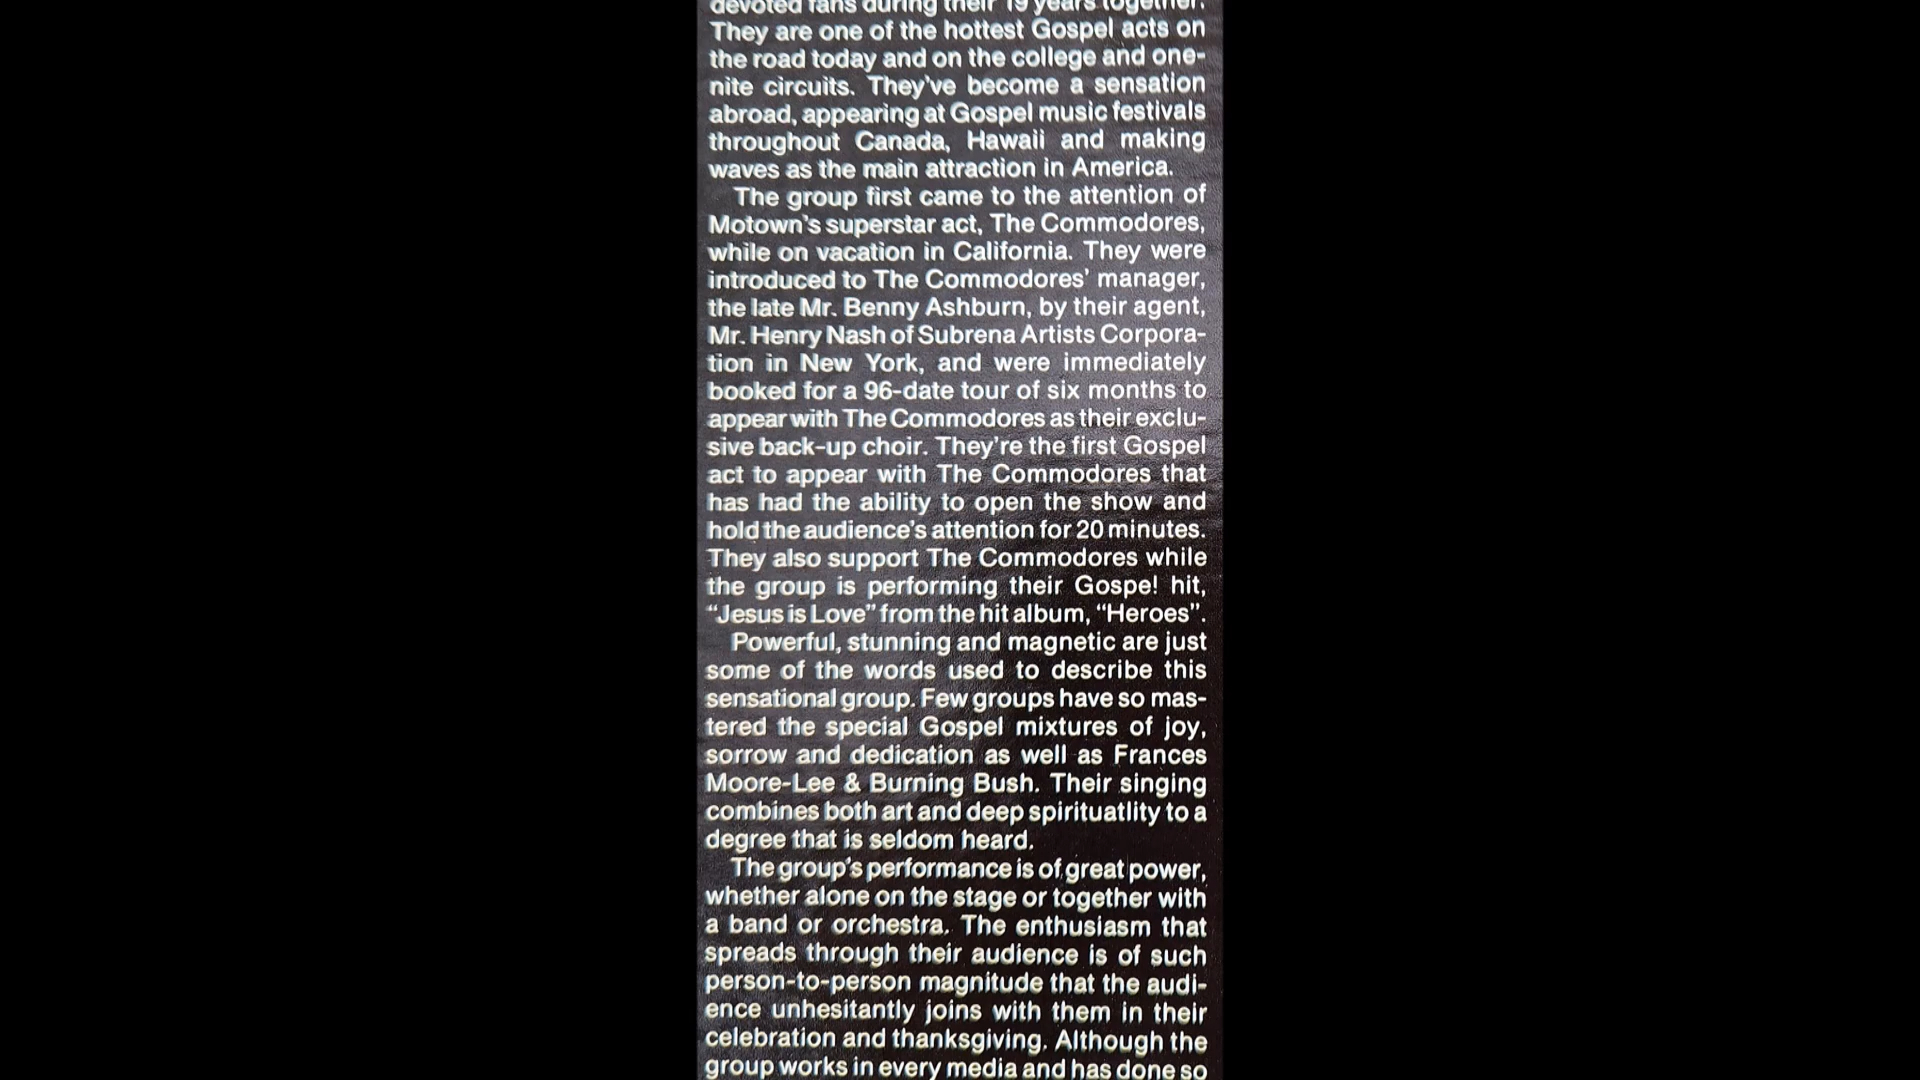 devoted fans during their 19 years together.
They are one of the hottest Gospel acts on
the road today and on the college and one-
nite circuits. They've become a sensation
abroad, appearing at Gospel music festivals
throughout Canada, Hawaii and making
waves as the main attraction in America.
The group first came to the attention of
Motown's superstar act, The Commodores,
while on vacation in California. They were
introduced to The Commodores' manager,
the late Mr. Benny Ashburn, by their agent,
Mr. Henry Nash of Subrena Artists Corpora-
tion in New York, and were immediately
booked for a 96-date tour of six months to
appear with The Commodores as their exclu-
sive back-up choir. They're the first Gospel
act to appear with The Commodores that
has had the ability to open the show and
hold the audience's attention for 20 minutes.
They also support The Commodores while
the group is performing their Gospe! hit,
“Jesus is Love” from the hit album, “Heroes”.
Powerful, stunning and magnetic are just
some of the words used to describe this
sensational group. Few groups have so mas-
tered the special Gospel mixtures of joy,
sorrow and dedication as well as Frances
Moore-Lee & Burning Bush. Their singing
combines both art and deep spirituatlity to a
degree that is seldom heard.
The group's performance is of great power,
whether alone on the stage or together with
a band or orchestra. The enthusiasm that
spreads through their audience is of such
person-to-person magnitude that the audi-
ence unhesitantly joins with them in their
celebration and thanksgiving. Although the
group works in every media and has done so